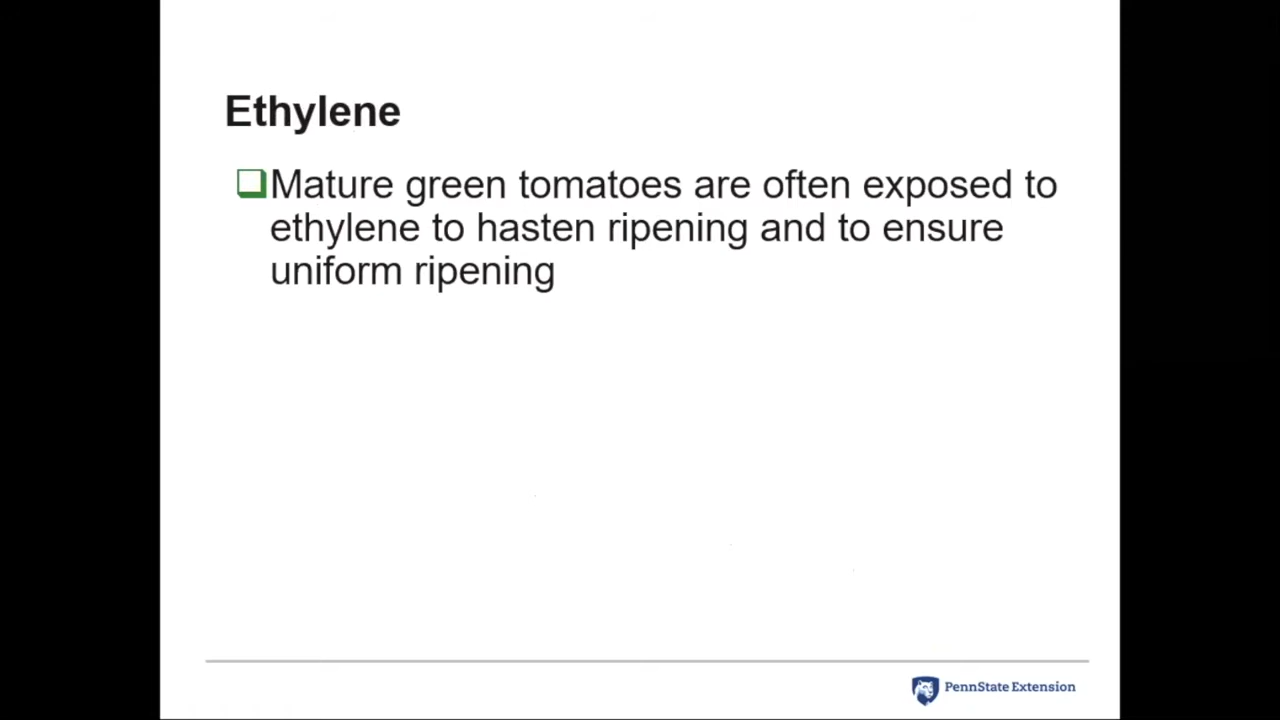 Ethylene
Mature green tomatoes are often exposed to
ethylene to hasten ripening and to ensure
uniform ripening
PennState Extension